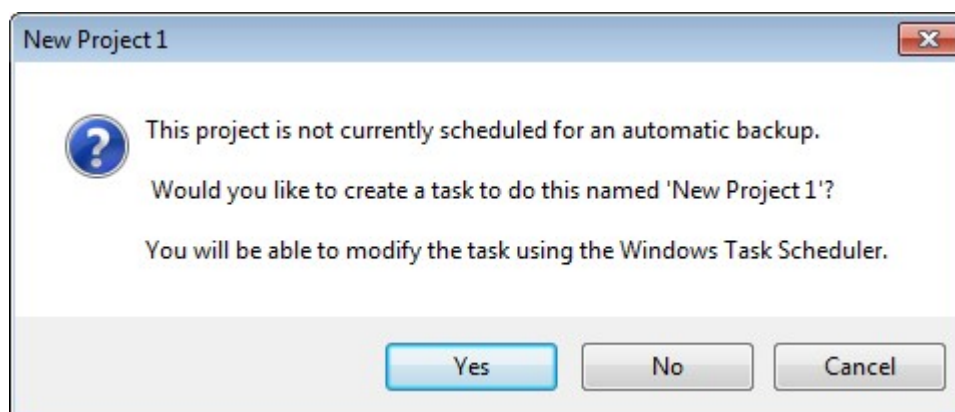 New Project 1
This project is not currently scheduled for an automatic backup.
Would you like to create a task to do this named 'New Project 1'?
You will be able to modify the task using the Windows Task Scheduler.
Yes No Cancel